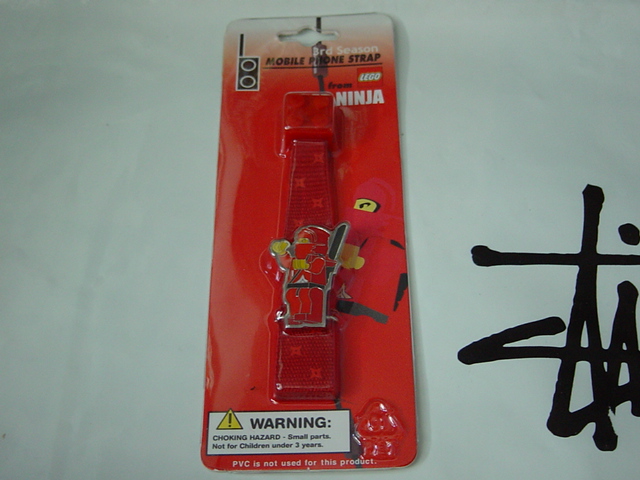 3rd Season
MOBILE PHONE STRAP
LEGO
from
NINJA
WARNING:
CHOKING HAZARD - Small parts.
Not for Children under 3 years.
PVC is not used for this product.